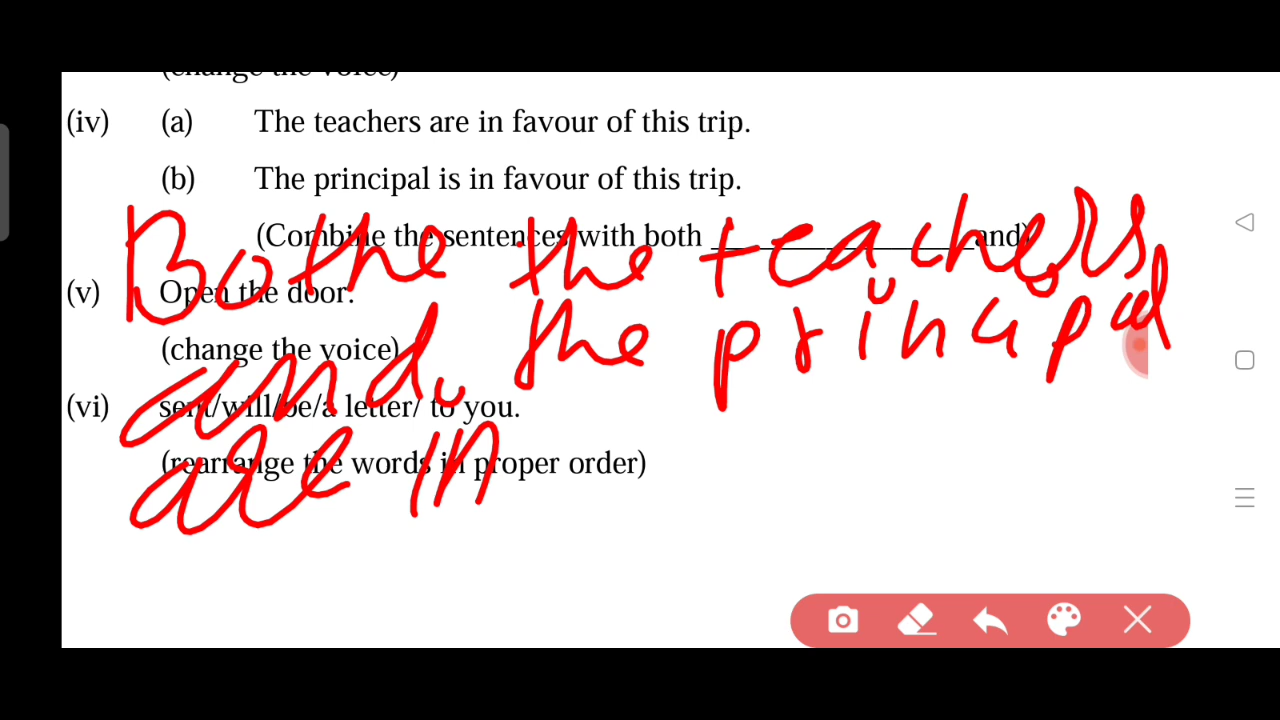 (change the voice)
(iv) (a) The teachers are in favour of this trip.
(b) The principal is in favour of this trip.
(Combine the sentences with both ____________ and)
Bothe the teachers,
(v) Open the door.
and the principal
(change the voice)
(vi) sent/will/be/a letter/ to you.
are in
(rearrange the words in proper order)